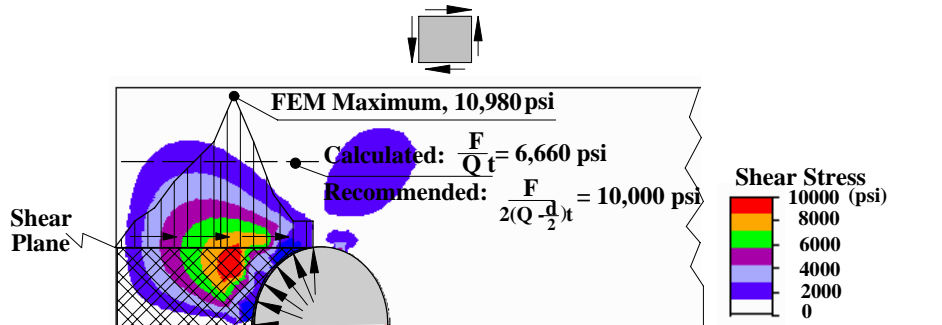 FEM Maximum, 10,980 psi
Calculated: F / Q t = 6,660 psi
Recommended: F / 2(Q - d/2)t = 10,000 psi
Shear
Plane
Shear Stress
10000 (psi)
8000
6000
4000
2000
0